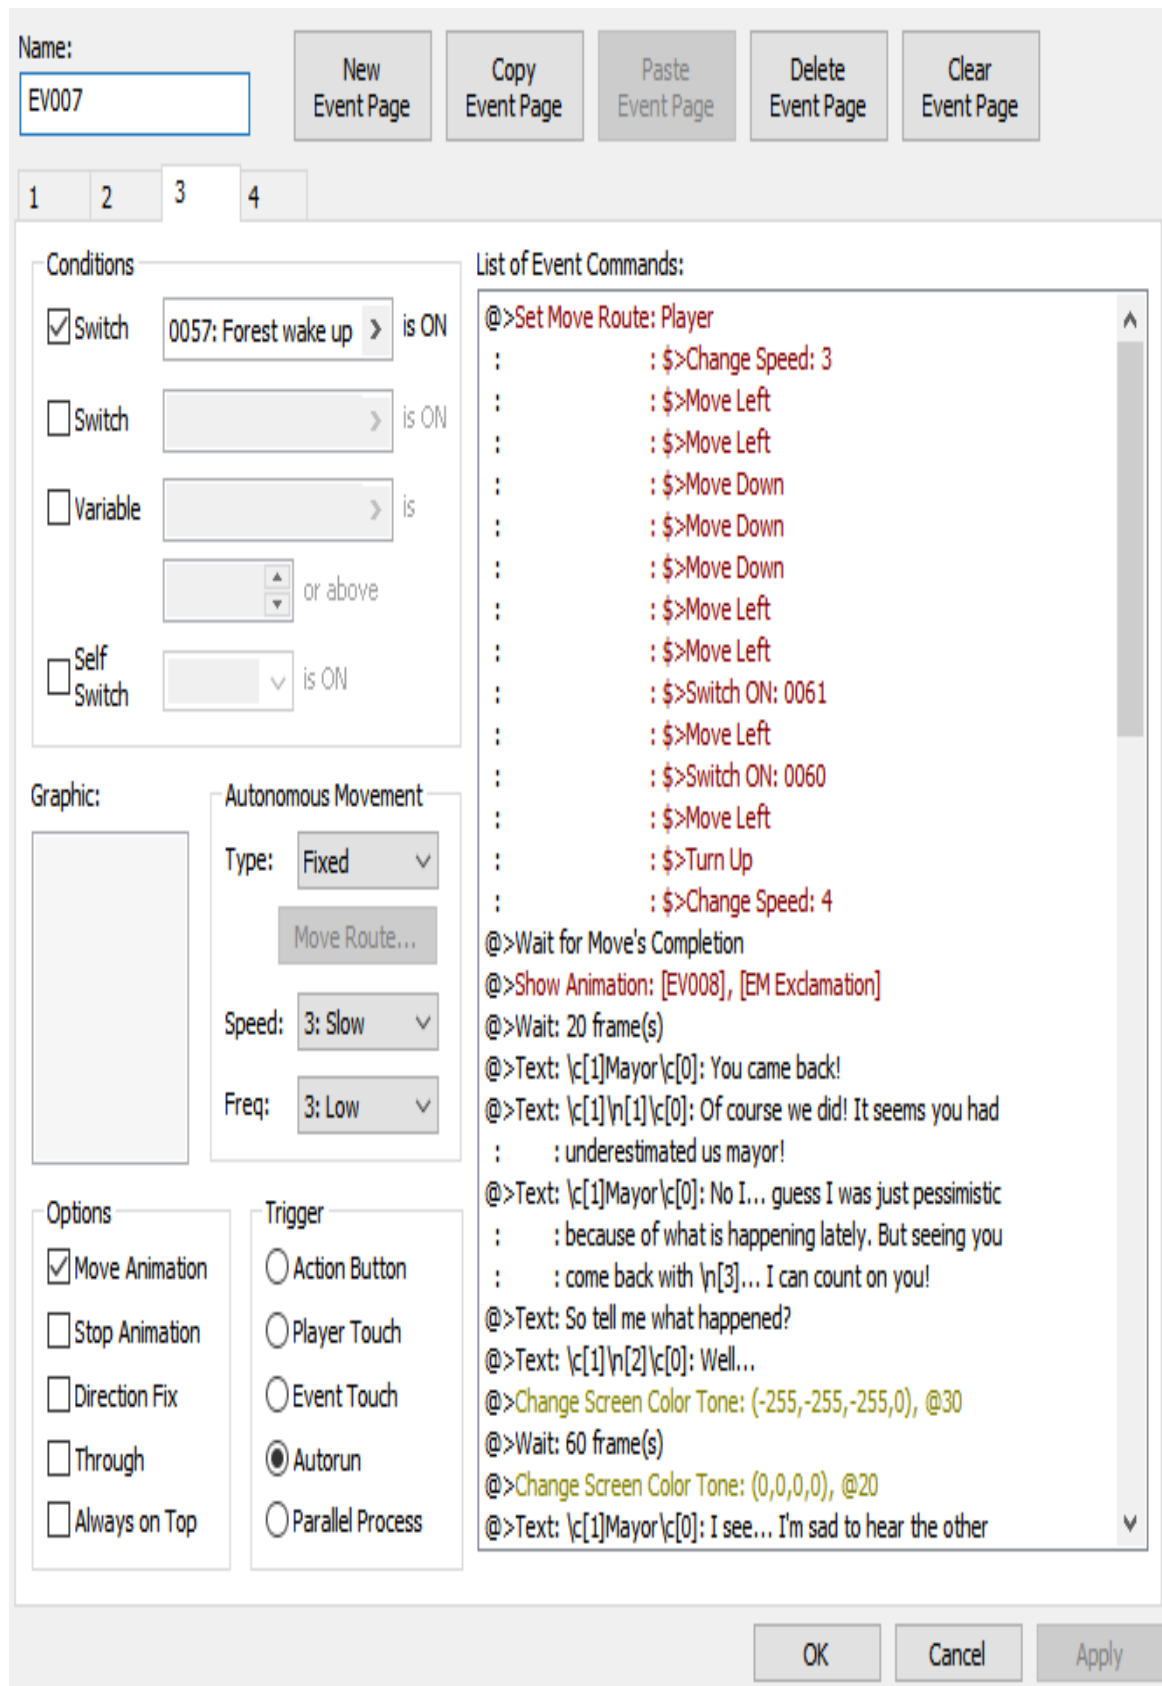 Name:
EV007
New
Event Page
Copy
Event Page
Paste
Event Page
Delete
Event Page
Clear
Event Page
1
2
3
4
Conditions
Switch
0057: Forest wake up
is ON
Switch
is ON
Variable
is
or above
Self
Switch
is ON
Graphic:
Autonomous Movement
Type:
Fixed
Move Route...
Speed:
3: Slow
Freq:
3: Low
Options
Move Animation
Stop Animation
Direction Fix
Through
Always on Top
Trigger
Action Button
Player Touch
Event Touch
Autorun
Parallel Process
List of Event Commands:
@>Set Move Route: Player
: : $>Change Speed: 3
: : $>Move Left
: : $>Move Left
: : $>Move Down
: : $>Move Down
: : $>Move Down
: : $>Move Left
: : $>Move Left
: : $>Switch ON: 0061
: : $>Move Left
: : $>Switch ON: 0060
: : $>Move Left
: : $>Turn Up
: : $>Change Speed: 4
@>Wait for Move's Completion
@>Show Animation: [EV008], [EM Exclamation]
@>Wait: 20 frame(s)
@>Text: \c[1]Mayor\c[0]: You came back!
@>Text: \c[1]\n[1]\c[0]: Of course we did! It seems you had
: : underestimated us mayor!
@>Text: \c[1]Mayor\c[0]: No I... guess I was just pessimistic
: : because of what is happening lately. But seeing you
: : come back with \n[3]... I can count on you!
@>Text: So tell me what happened?
@>Text: \c[1]\n[2]\c[0]: Well...
@>Change Screen Color Tone: (-255,-255,-255,0), @30
@>Wait: 60 frame(s)
@>Change Screen Color Tone: (0,0,0,0), @20
@>Text: \c[1]Mayor\c[0]: I see... I'm sad to hear the other
OK
Cancel
Apply